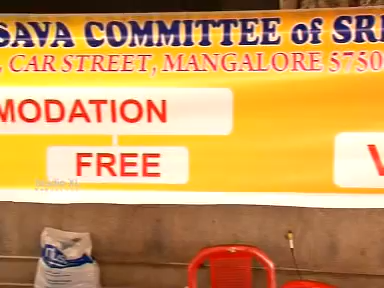 SAVA COMMITTEE of SRI
, CAR STREET, MANGALORE 5750
MODATION
FREE